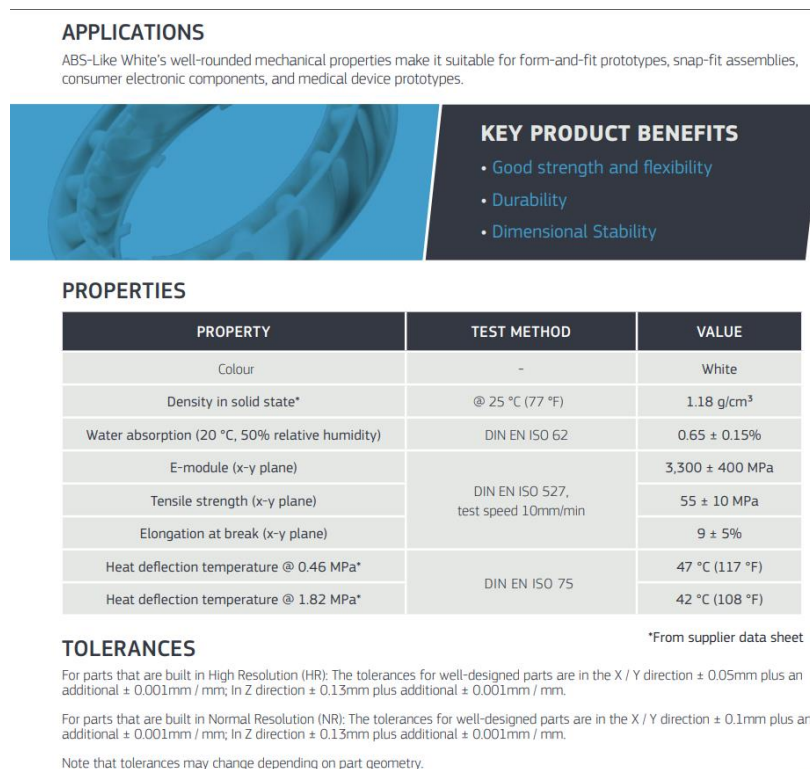 APPLICATIONS
ABS-Like White's well-rounded mechanical properties make it suitable for form-and-fit prototypes, snap-fit assemblies,
consumer electronic components, and medical device prototypes.
KEY PRODUCT BENEFITS
• Good strength and flexibility
• Durability
• Dimensional Stability
PROPERTIES
PROPERTY TEST METHOD VALUE
Colour - White
Density in solid state* @ 25 °C (77 °F) 1.18 g/cm³
Water absorption (20 °C, 50% relative humidity) DIN EN ISO 62 0.65 ± 0.15%
E-module (x-y plane) 3,300 ± 400 MPa
Tensile strength (x-y plane) DIN EN ISO 527, 55 ± 10 MPa
test speed 10mm/min
Elongation at break (x-y plane) 9 ± 5%
Heat deflection temperature @ 0.46 MPa* 47 °C (117 °F)
DIN EN ISO 75
Heat deflection temperature @ 1.82 MPa* 42 °C (108 °F)
*From supplier data sheet
TOLERANCES
For parts that are built in High Resolution (HR): The tolerances for well-designed parts are in the X / Y direction ± 0.05mm plus an
additional ± 0.001mm / mm; In Z direction ± 0.13mm plus additional ± 0.001mm / mm.
For parts that are built in Normal Resolution (NR): The tolerances for well-designed parts are in the X / Y direction ± 0.1mm plus an
additional ± 0.001mm / mm; In Z direction ± 0.13mm plus additional ± 0.001mm / mm.
Note that tolerances may change depending on part geometry.